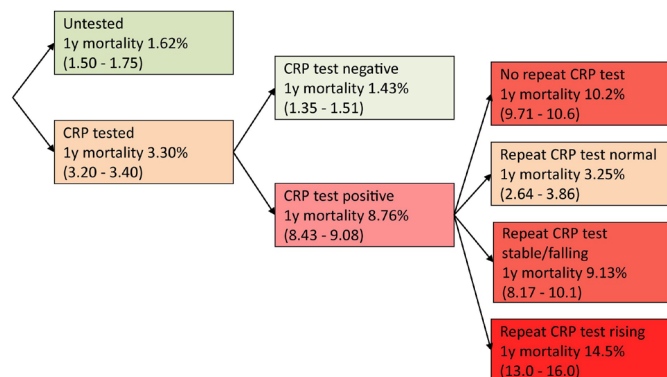 Untested
1y mortality 1.62%
(1.50 - 1.75)
CRP tested
1y mortality 3.30%
(3.20 - 3.40)
CRP test negative
1y mortality 1.43%
(1.35 - 1.51)
CRP test positive
1y mortality 8.76%
(8.43 - 9.08)
No repeat CRP test
1y mortality 10.2%
(9.71 - 10.6)
Repeat CRP test normal
1y mortality 3.25%
(2.64 - 3.86)
Repeat CRP test
stable/falling
1y mortality 9.13%
(8.17 - 10.1)
Repeat CRP test rising
1y mortality 14.5%
(13.0 - 16.0)